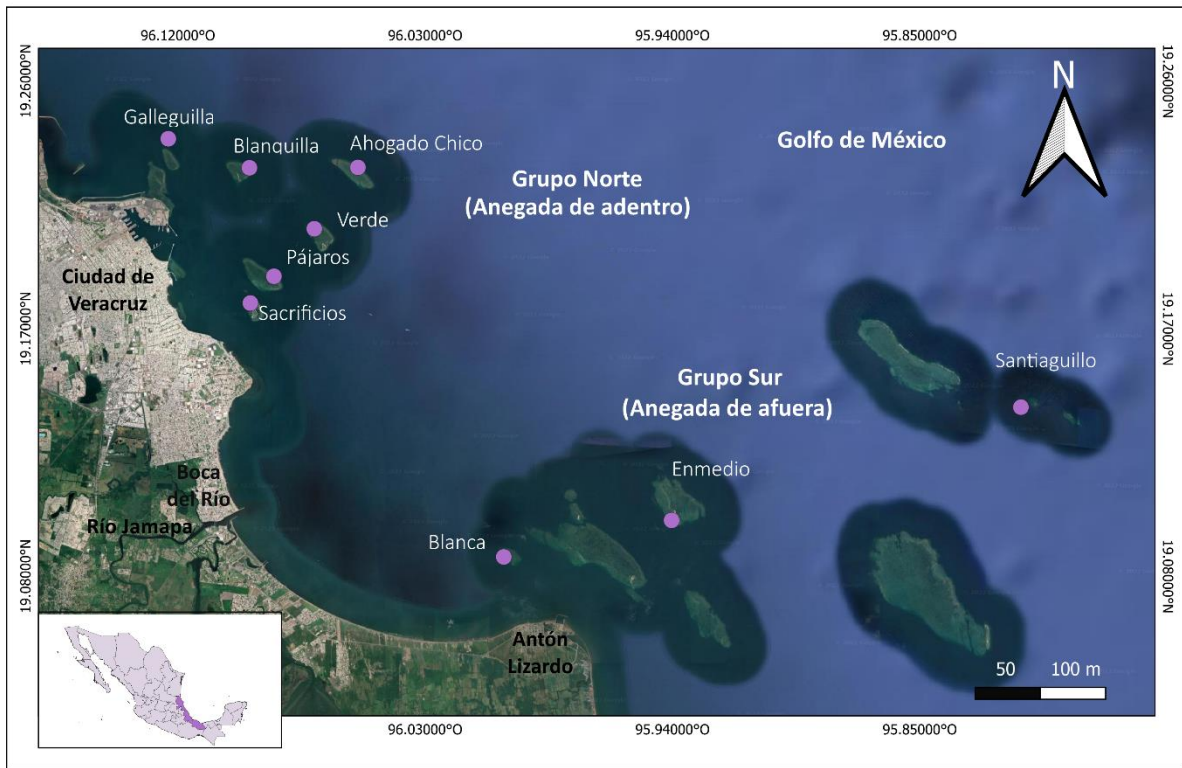 96.12000°O
96.03000°O
95.94000°O
95.85000°O
19.26000°N
19.26000°N
Galleguilla
Blanquilla
Ahogado Chico
Golfo de México
N
Grupo Norte
(Anegada de adentro)
Verde
Pájaros
Ciudad de
Veracruz
Sacrificios
19.17000°N
19.17000°N
Grupo Sur
(Anegada de afuera)
Santiaguillo
Enmedio
Boca
del Río
Río Jamapa
Blanca
19.08000°N
19.08000°N
Antón
Lizardo
50
100 m
96.03000°O
95.94000°O
95.85000°O